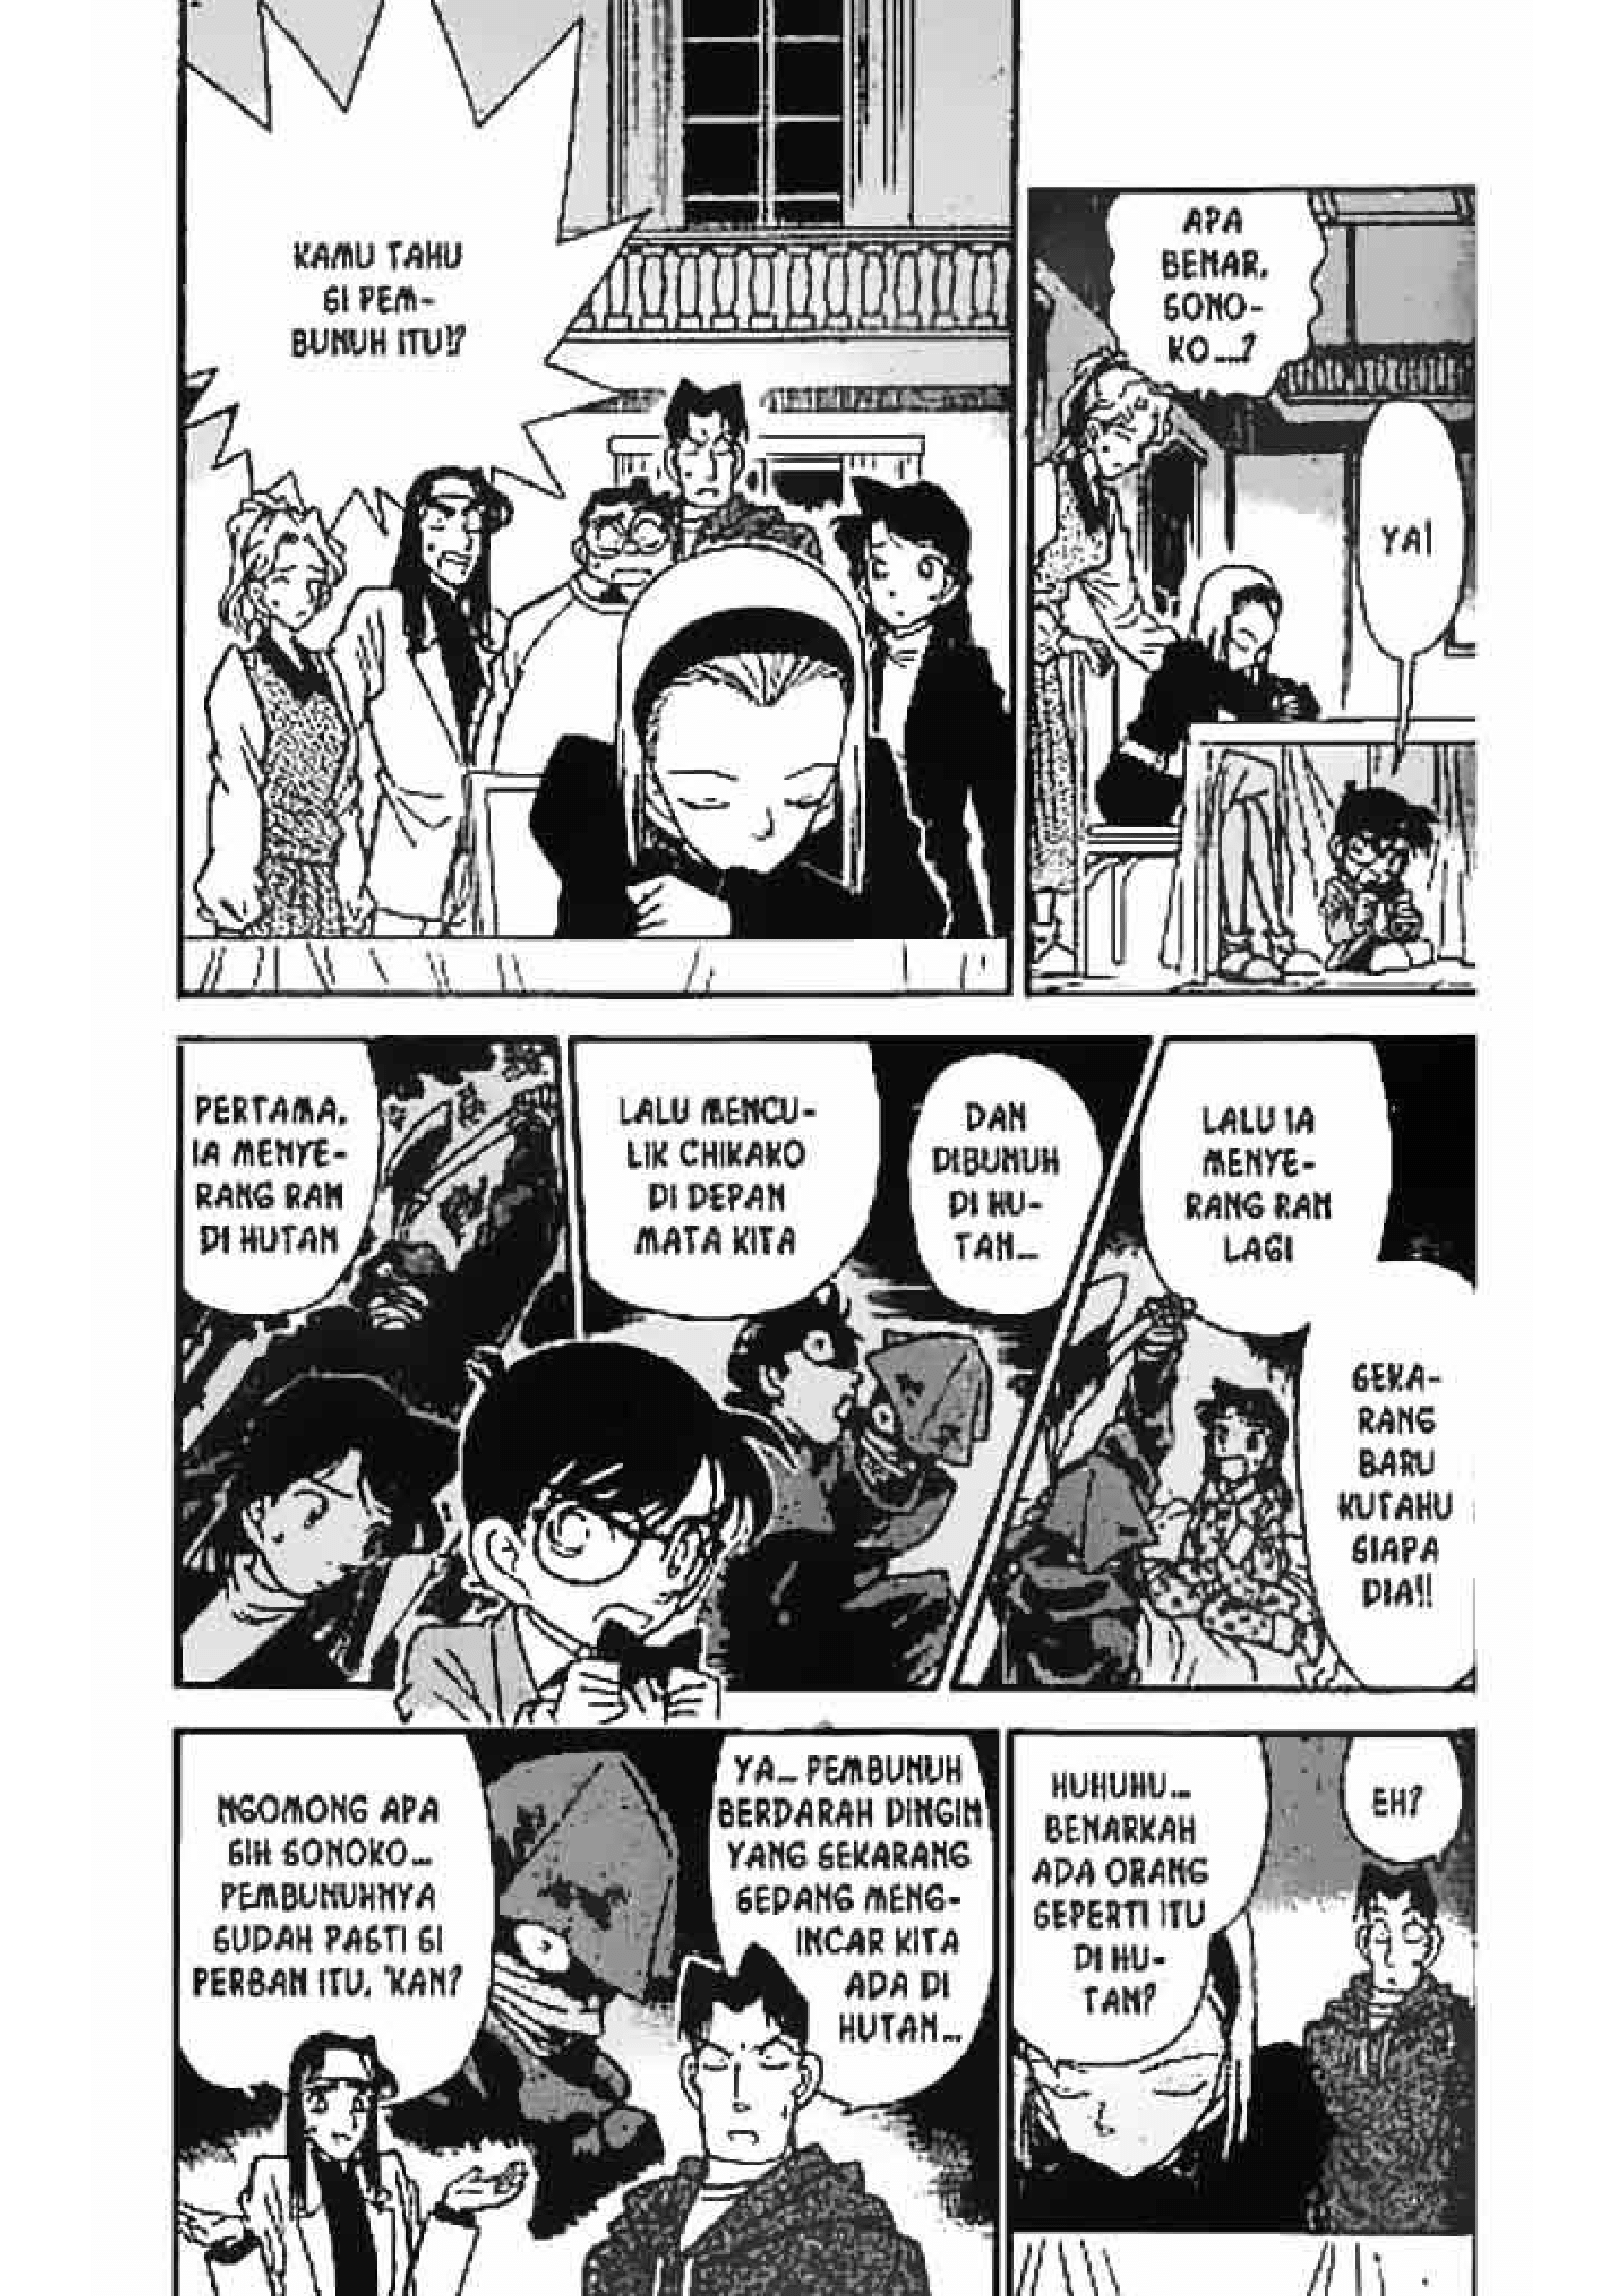 KAMU TAHU
SI PEM-
BUNUH ITU!?
APA
BENAR,
SONO-
KO...?
YA!
PERTAMA,
IA MENYE-
RANG RAN
DI HUTAN
LALU MENCU-
LIK CHIKAKO
DI DEPAN
MATA KITA
DAN
DIBUNUH
DI HU-
TAN...
LALU IA
MENYE-
RANG RAN
LAGI
SEKA-
RANG
BARU
KUTAHU
SIAPA
DIA!!
NGOMONG APA
SIH SONOKO...
PEMBUNUHNYA
SUDAH PASTI SI
PERBAN ITU, 'KAN?
YA... PEMBUNUH
BERDARAH DINGIN
YANG SEKARANG
SEDANG MENG-
INCAR KITA
ADA DI
HUTAN...
HUHUHU...
BENARKAH
ADA ORANG
SEPERTI ITU
DI HU-
TAN?
EH?